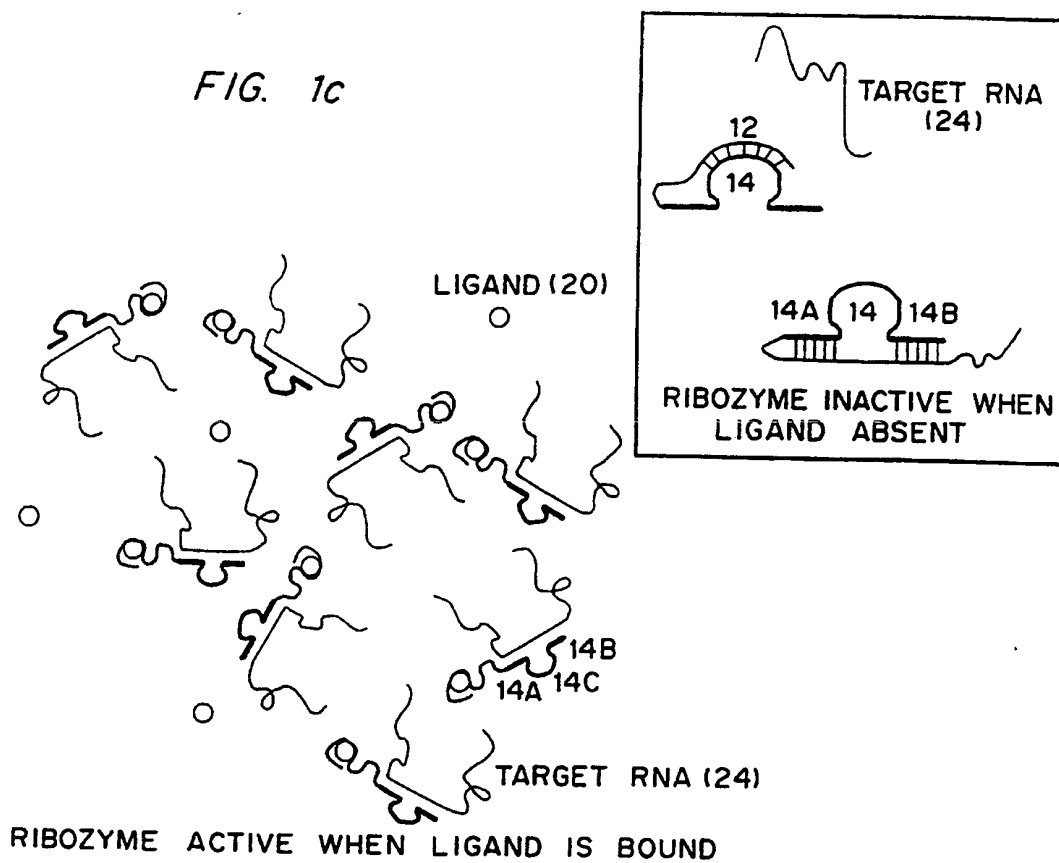 FIG. 1c
TARGET RNA
(24)
12
14
14A 14 14B
RIBOZYME INACTIVE WHEN
LIGAND ABSENT
LIGAND (20)
14B
14A 14C
TARGET RNA (24)
RIBOZYME ACTIVE WHEN LIGAND IS BOUND